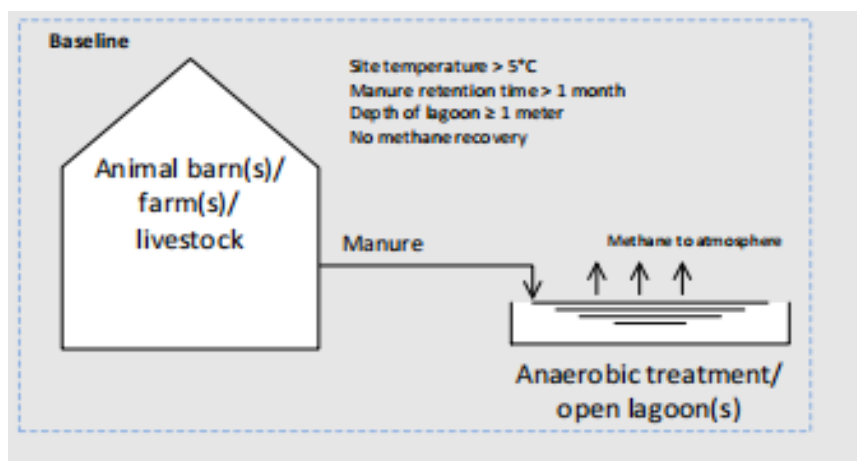 Baseline
Site temperature > 5°C
Manure retention time > 1 month
Depth of lagoon ≥ 1 meter
No methane recovery
Animal barn(s)/
farm(s)/
livestock
Manure
Methane to atmosphere
Anaerobic treatment/
open lagoon(s)